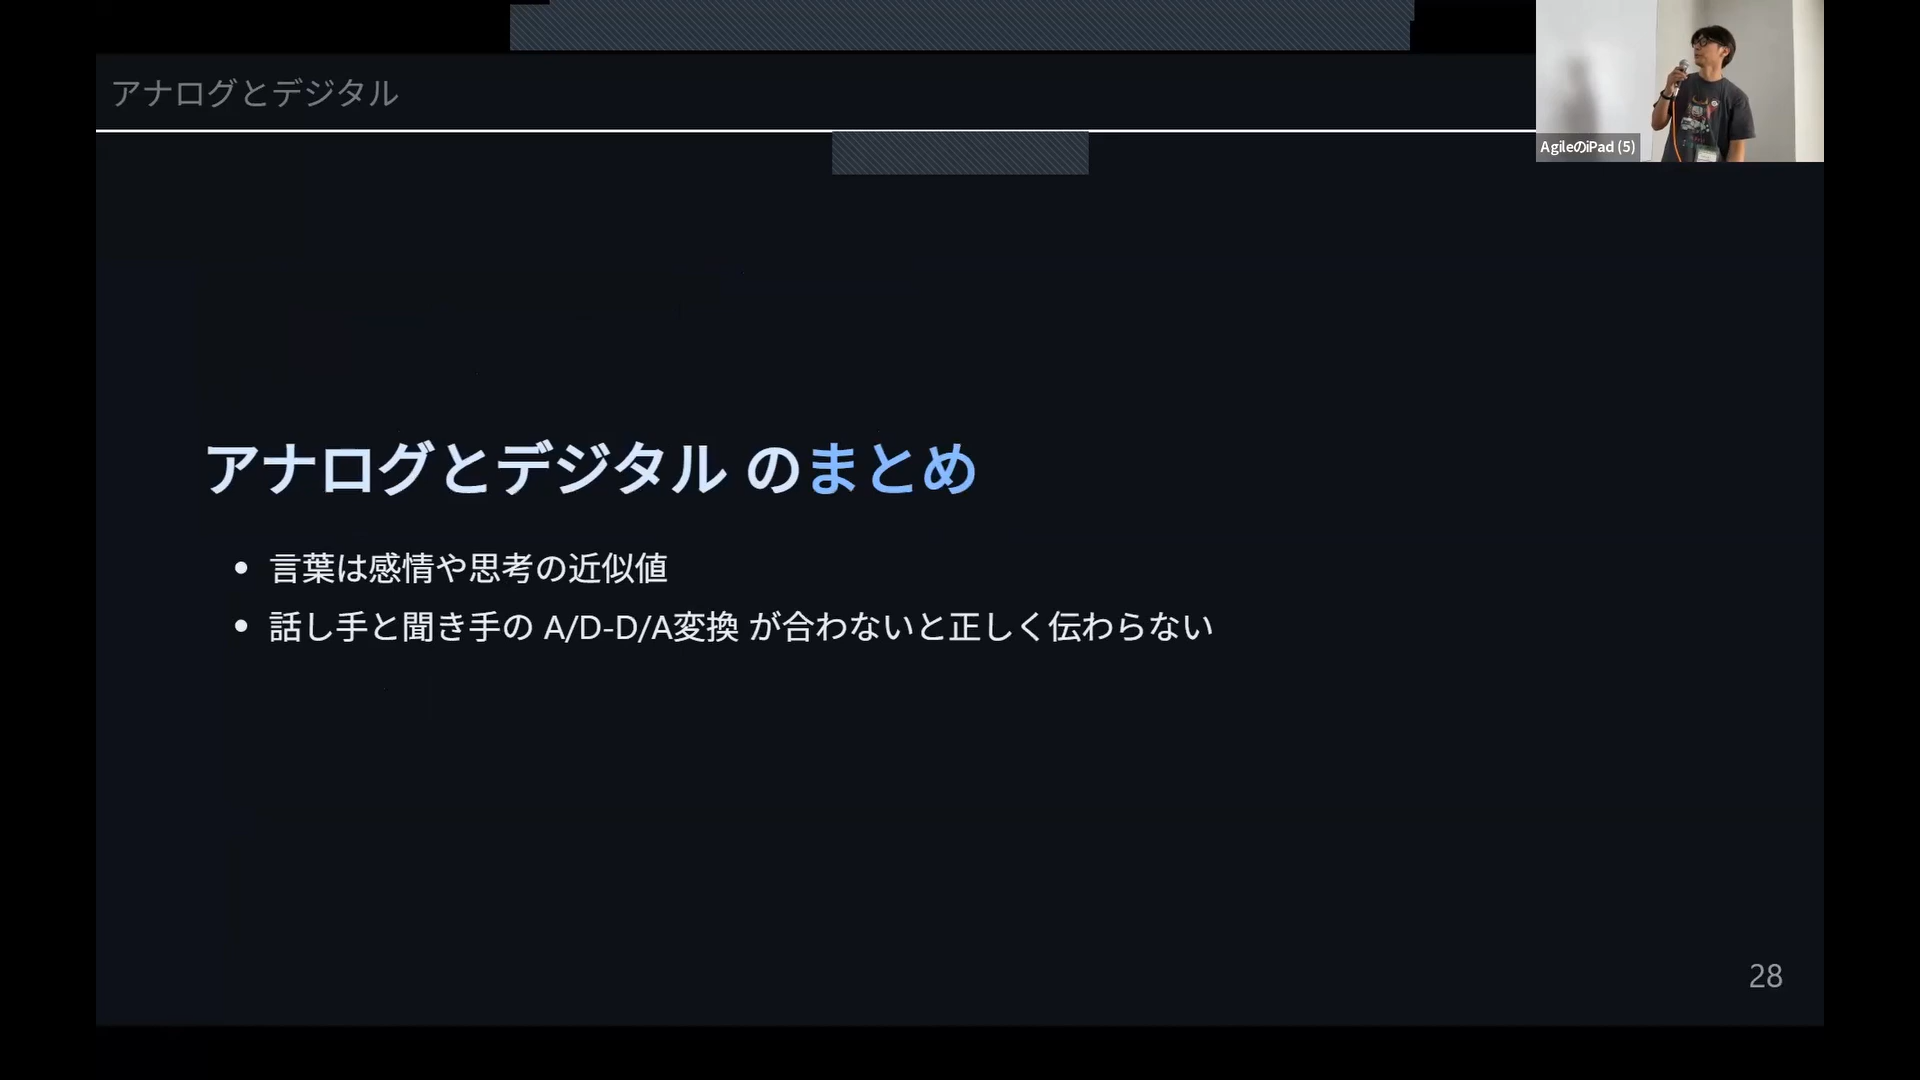 アナログとデジタル
AgileのiPad (5)
アナログとデジタル のまとめ
言葉は感情や思考の近似値
話し手と聞き手の A/D-D/A変換 が合わないと正しく伝わらない
28